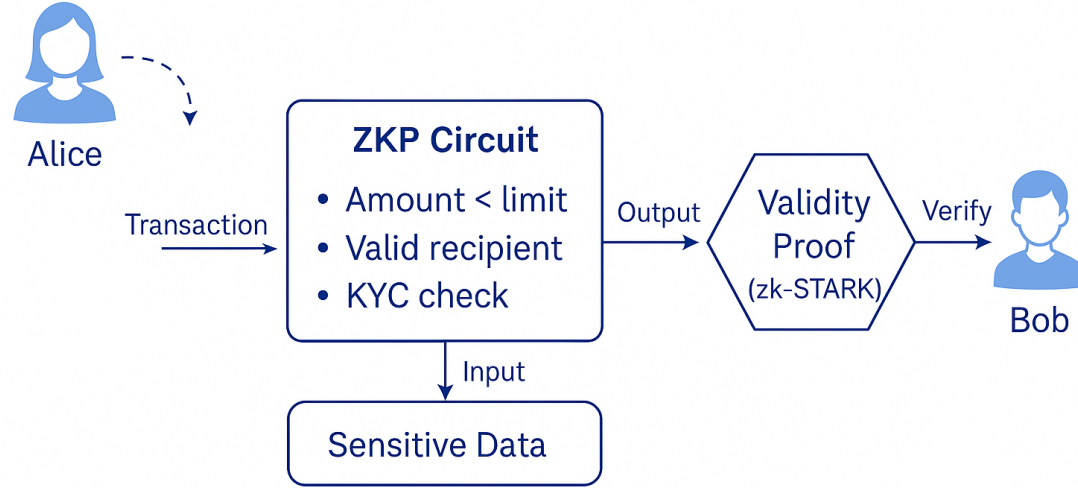 Alice
Transaction
ZKP Circuit
• Amount < limit
• Valid recipient
• KYC check
Output
Validity
Proof
(zk-STARK)
Verify
Bob
Input
Sensitive Data